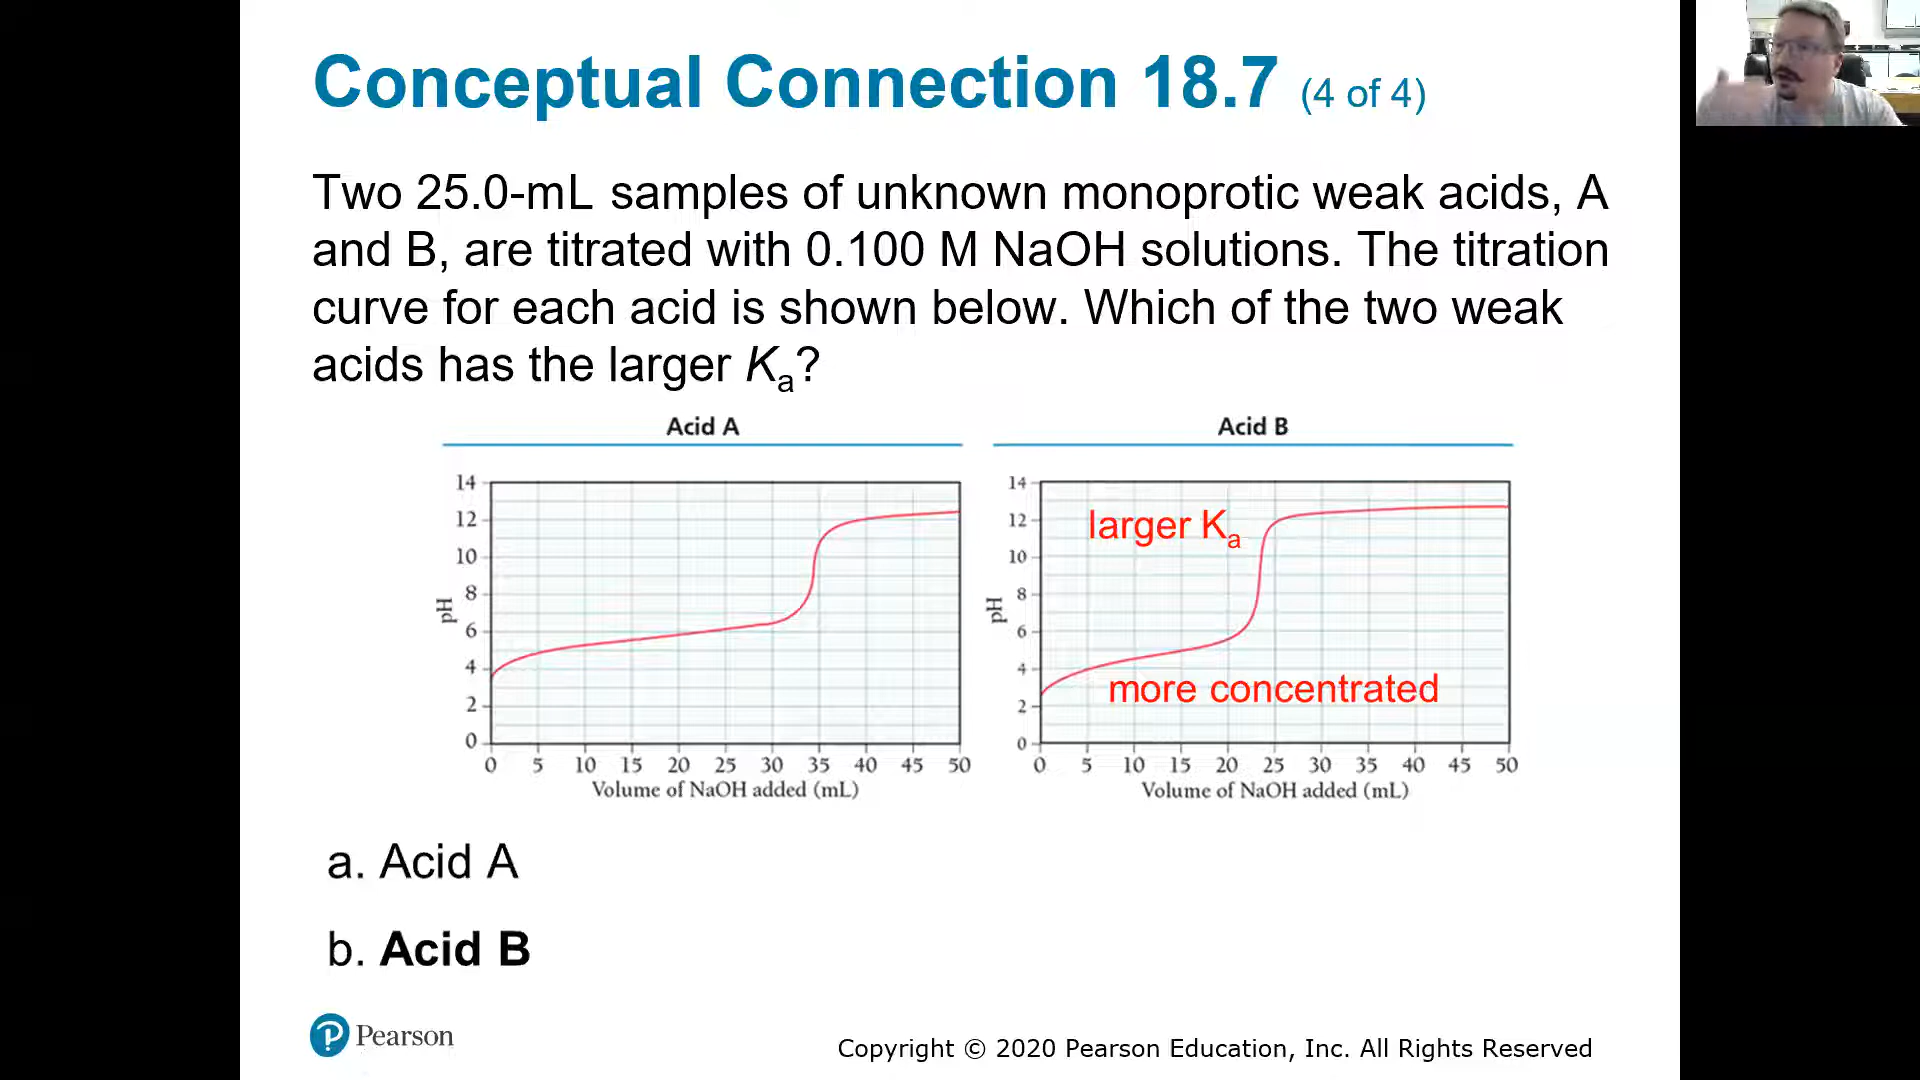 Conceptual Connection 18.7 (4 of 4)
Two 25.0-mL samples of unknown monoprotic weak acids, A
and B, are titrated with 0.100 M NaOH solutions. The titration
curve for each acid is shown below. Which of the two weak
acids has the larger Ka?
Acid A
14
12
10
8
6
4
2
0
pH
0 5 10 15 20 25 30 35 40 45 50
Volume of NaOH added (mL)
Acid B
14
12
10
8
6
4
2
0
pH
larger Ka
more concentrated
0 5 10 15 20 25 30 35 40 45 50
Volume of NaOH added (mL)
a. Acid A
b. Acid B
P Pearson
Copyright © 2020 Pearson Education, Inc. All Rights Reserved